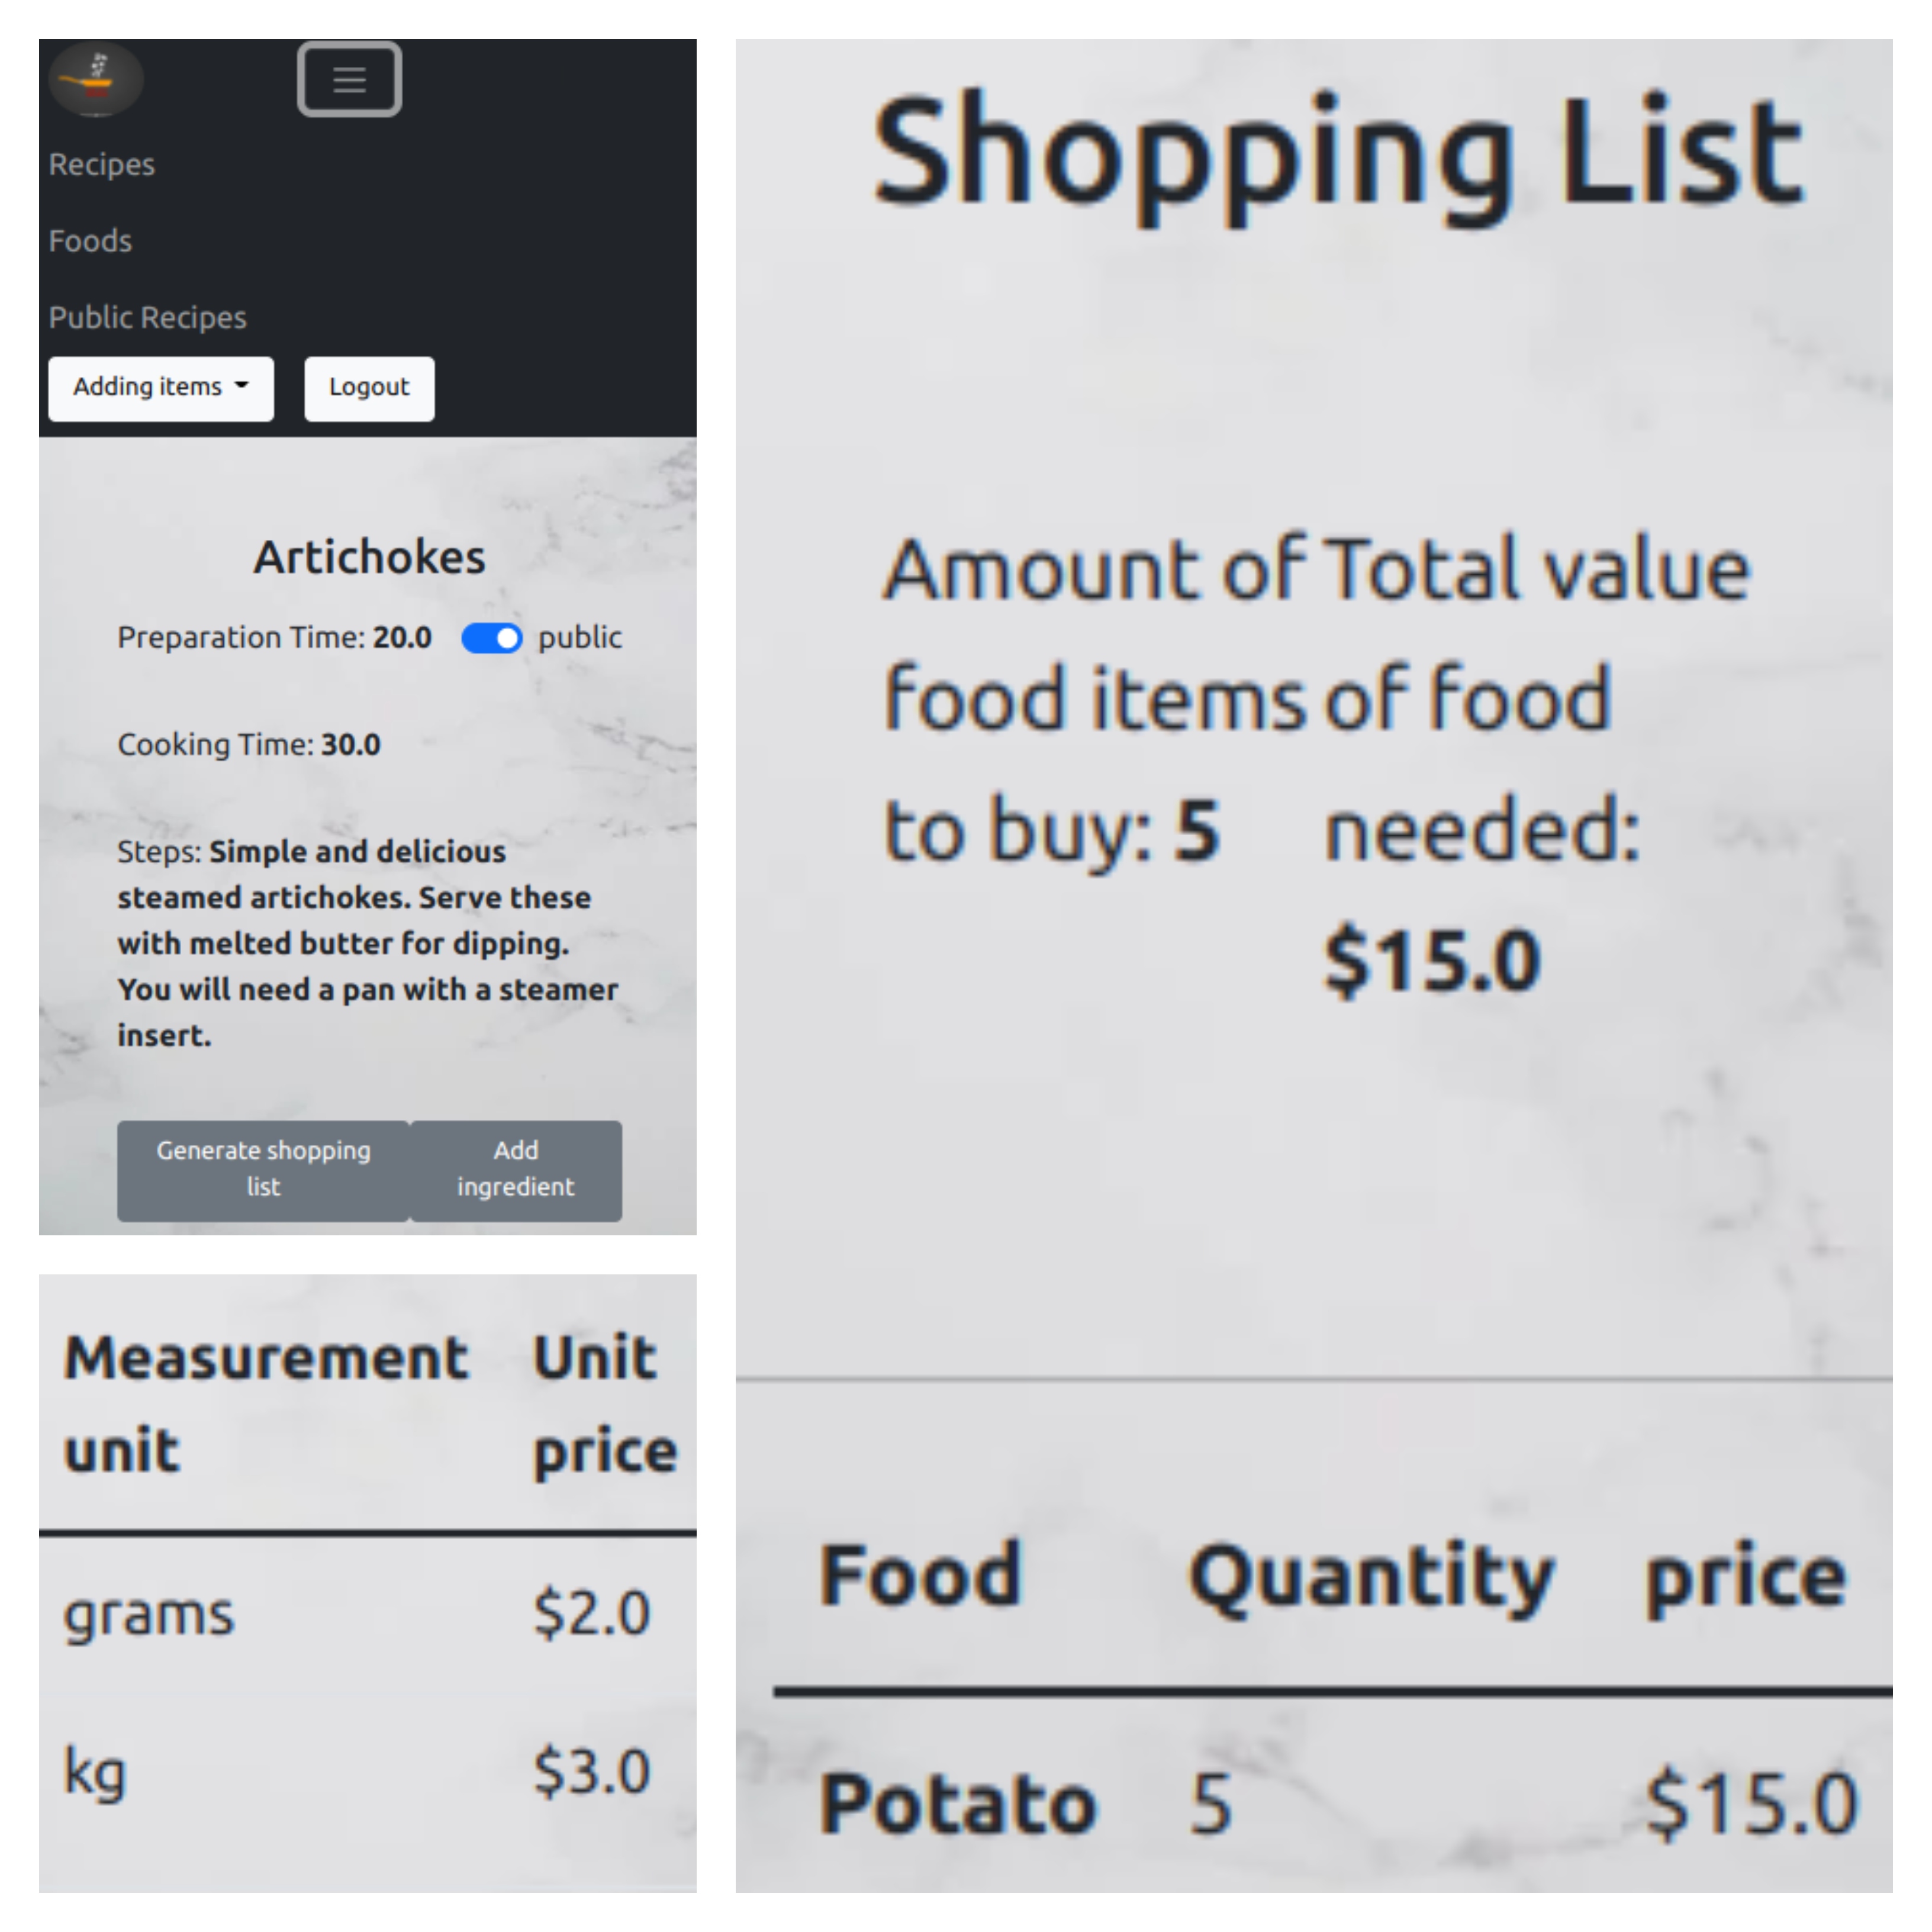 Recipes
Foods
Public Recipes
Adding items
Logout
Artichokes
Preparation Time: 20.0 public
Cooking Time: 30.0
Steps: Simple and delicious
steamed artichokes. Serve these
with melted butter for dipping.
You will need a pan with a steamer
insert.
Generate shopping
list
Add
ingredient
Measurement
unit
Unit
price
grams $2.0
kg $3.0
Shopping List
Amount of
food items
to buy: 5
Total value
of food
needed:
$15.0
Food Quantity price
Potato 5 $15.0